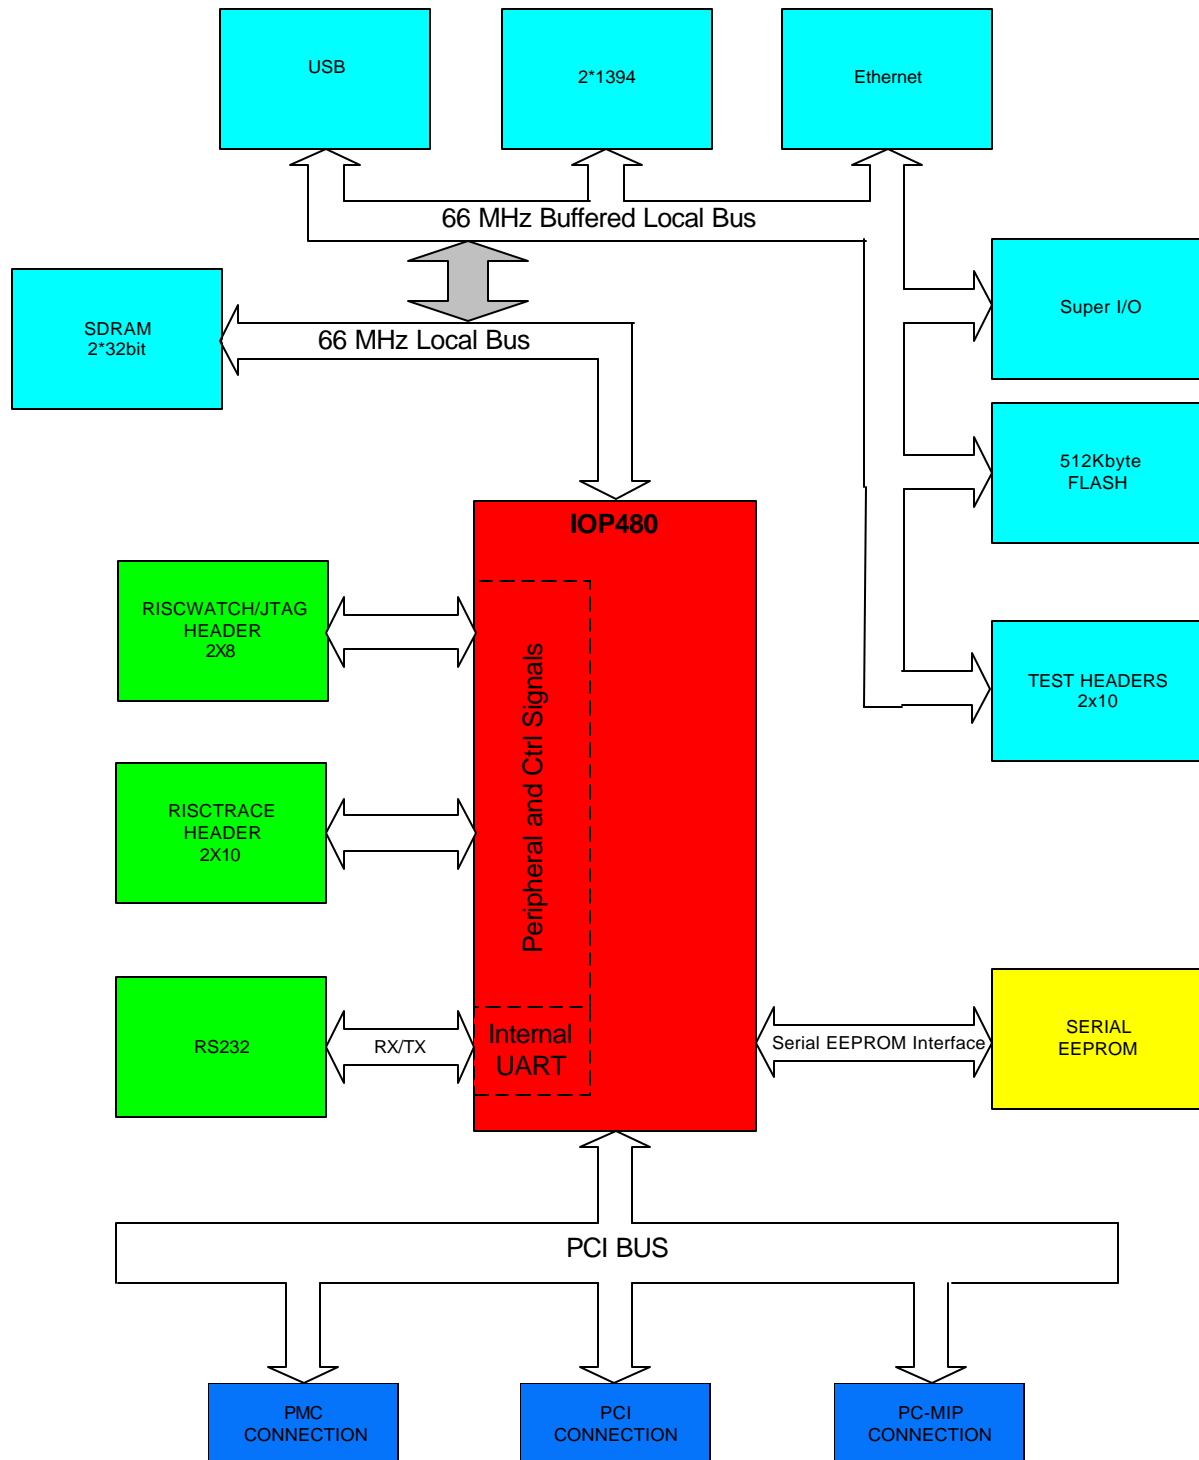 USB
2*1394
Ethernet
66 MHz Buffered Local Bus
SDRAM
2*32bit
66 MHz Local Bus
Super I/O
512Kbyte
FLASH
IOP480
RISCWATCH/JTAG
HEADER
2X8
Peripheral and Ctrl Signals
TEST HEADERS
2x10
RISCTRACE
HEADER
2X10
RS232
RX/TX
Internal
UART
Serial EEPROM Interface
SERIAL
EEPROM
PCI BUS
PMC
CONNECTION
PCI
CONNECTION
PC-MIP
CONNECTION